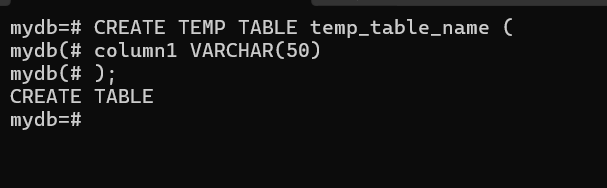 mydb=# CREATE TEMP TABLE temp_table_name (
mydb(# column1 VARCHAR(50)
mydb(# );
CREATE TABLE
mydb=#